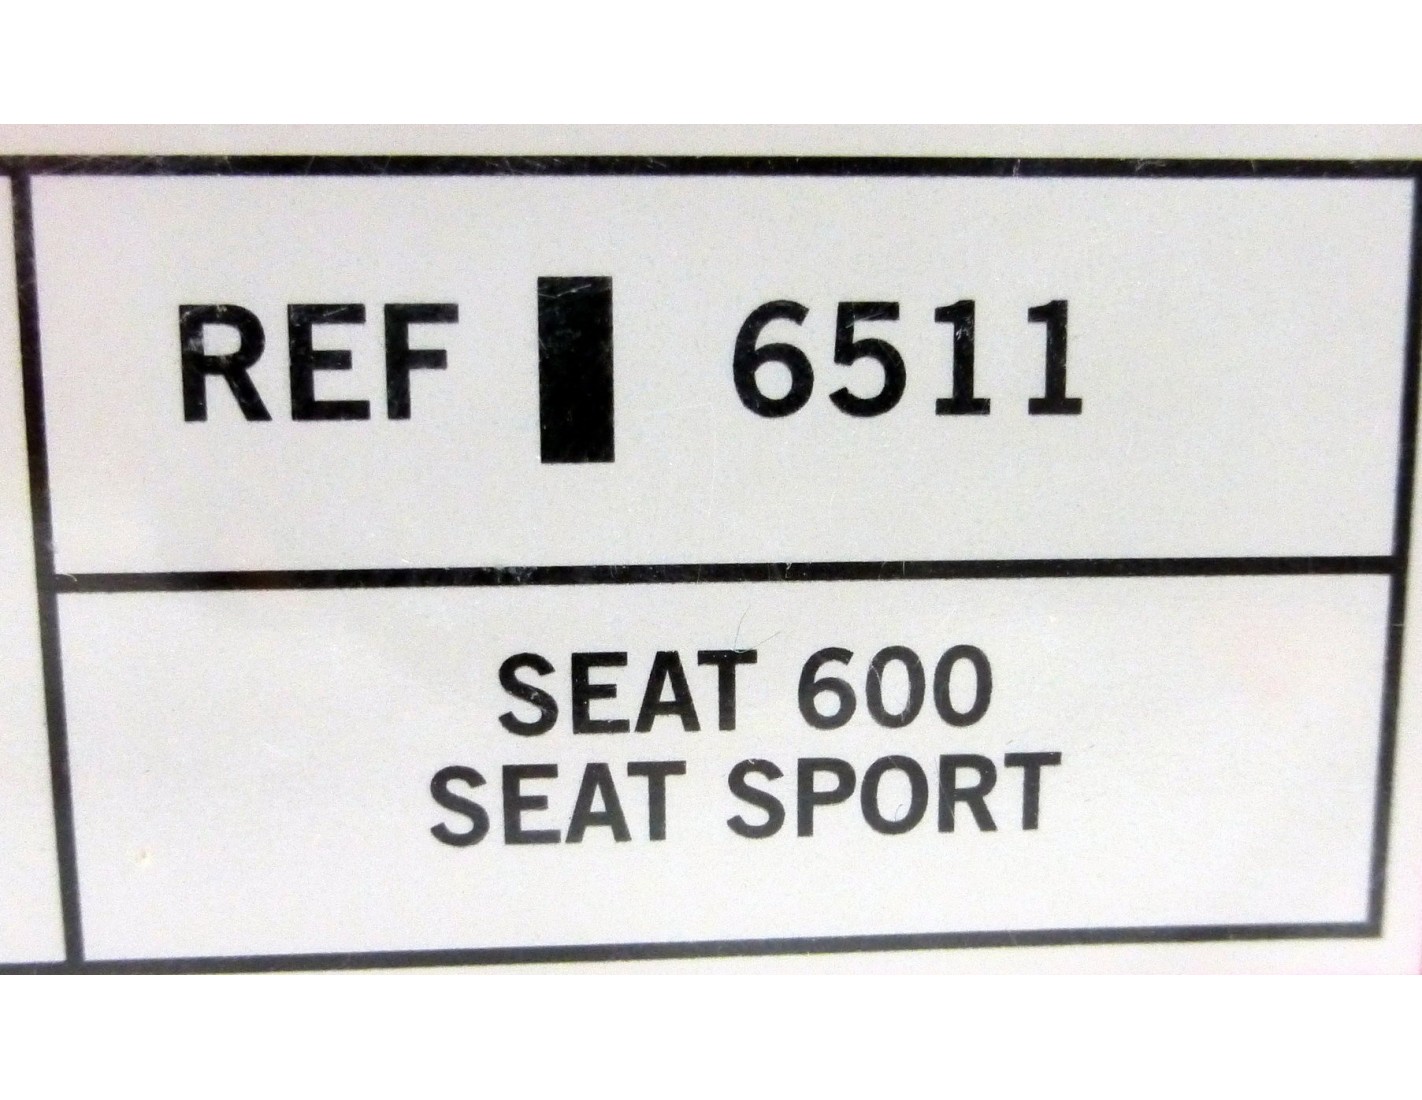 REF 6511
SEAT 600
SEAT SPORT